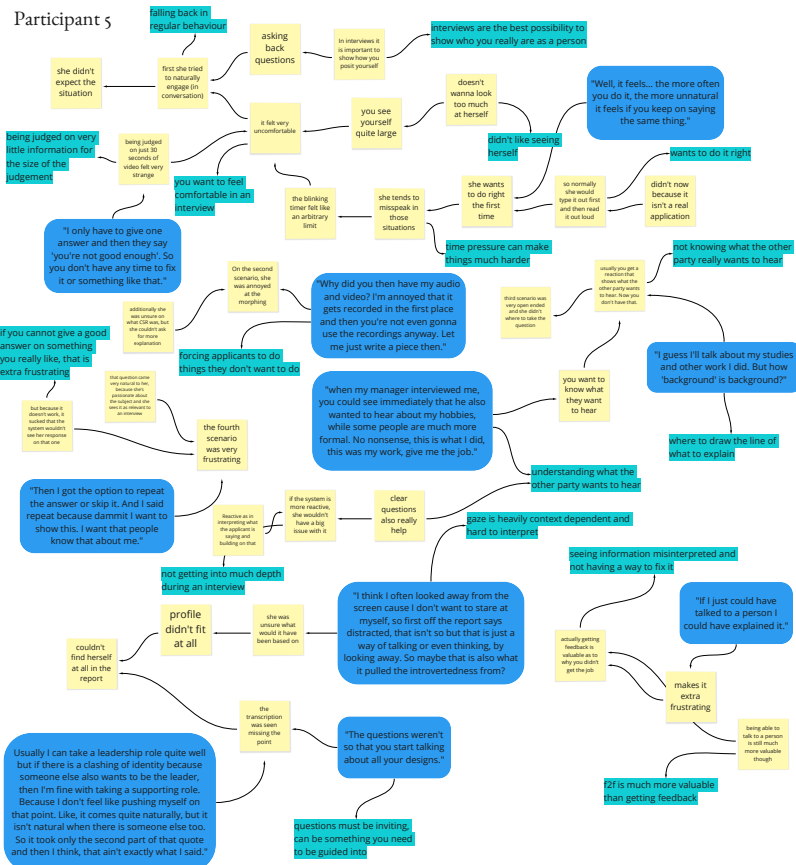 Participant 5
falling back in
regular behaviour
asking
back
questions
In interviews it
is important to
show how you
posit yourself
interviews are the best possibility to
show who you really are as a person
she didn't
expect the
situation
first she tried
to naturally
engage (in
conversation)
it felt very
uncomfortable
you see
yourself
quite large
doesn't
wanna look
too much
at herself
didn't like seeing
herself
"Well, it feels... the more often
you do it, the more unnatural
it feels if you keep on saying
the same thing."
being judged on very
little information for
the size of the
judgement
being judged
on just 30
seconds of
video felt very
strange
you want to feel
comfortable in an
interview
the blinking
timer felt like
an arbitrary
limit
she tends to
misspeak in
those
situations
she wants
to do right
the first
time
so normally
she would
type it out first
and then read
it out loud
didn't now
because it
isn't a real
application
wants to do it right
time pressure can make
things much harder
"I only have to give one
answer and then they say
'you're not good enough'. So
you don't have any time to fix
it or something like that."
On the second
scenario, she
was annoyed
at the
morphing
additionally she
was unsure on
what CSR was, but
she couldn't ask
for more
explanation
"Why did you then have my audio
and video? I'm annoyed that it
gets recorded in the first place
and then you're not even gonna
use the recordings anyway. Let
me just write a piece then."
forcing applicants to do
things they don't want to do
third scenario was
very open ended
and she didn't
where to take the
question
usually you get a
reaction that
shows what the
other party wants
to hear. Now you
don't have that.
not knowing what the other
party really wants to hear
"I guess I'll talk about my studies
and other work I did. But how
'background' is background?"
where to draw the line of
what to explain
you want to
know what
they want
to hear
if you cannot give a good
answer on something
you really like, that is
extra frustrating
that question came
very natural to her,
because she's
passionate about
the subject and she
sees it as relevant to
an interview
but because it
doesn't work, it
sucked that the
system wouldn't
see her response
on that one
the fourth
scenario
was very
frustrating
"when my manager interviewed me,
you could see immediately that he also
wanted to hear about my hobbies,
while some people are much more
formal. No nonsense, this is what I did,
this was my work, give me the job."
understanding what the
other party wants to hear
"Then I got the option to repeat
the answer or skip it. And I said
repeat because dammit I want to
show this. I want that people
know that about me."
Reactive as in
interpreting what
the applicant is
saying and
building on that
if the system is
more reactive,
she wouldn't
have a big
issue with it
clear
questions
also really
help
not getting into much depth
during an interview
gaze is heavily context dependent and
hard to interpret
seeing information misinterpreted and
not having a way to fix it
"I think I often looked away from the
screen cause I don't want to stare at
myself, so first off the report says
distracted, that isn't so but that is just a
way of talking or even thinking, by
looking away. So maybe that is also what
it pulled the introvertedness from?
she was
unsure what
would it have
been based on
profile
didn't fit
at all
couldn't
find herself
at all in the
report
"If I just could have
talked to a person I
could have explained it."
actually getting
feedback is
valuable as to
why you didn't
get the job
makes it
extra
frustrating
being able to
talk to a person
is still much
more valuable
though
f2f is much more valuable
than getting feedback
the
transcription
was seen
missing the
point
"The questions weren't
so that you start talking
about all your designs."
questions must be inviting,
can be something you need
to be guided into
Usually I can take a leadership role quite well
but if there is a clashing of identity because
someone else also wants to be the leader,
then I'm fine with taking a supporting role.
Because I don't feel like pushing myself on
that point. Like, it comes quite naturally, but it
isn't natural when there is someone else too.
So it took only the second part of that quote
and then I think, that ain't exactly what I said."